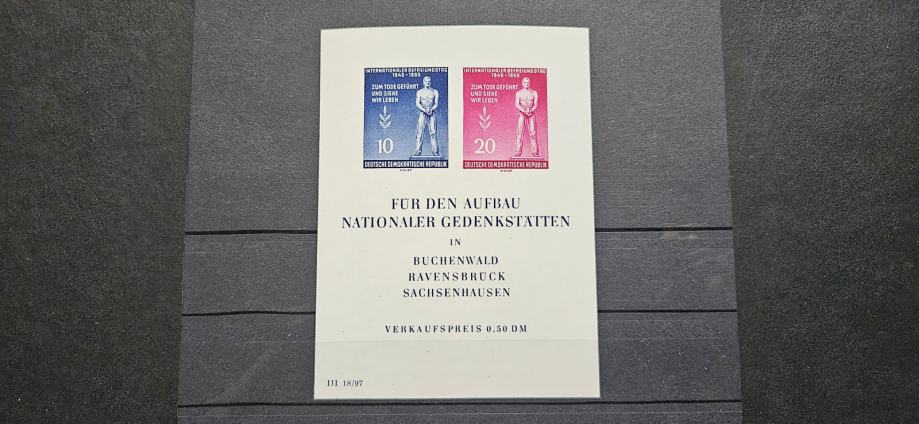 INTERNATIONALER BEFREIUNGSTAG
1945 · 1955
ZUM TODE GEFÜHRT
UND SIEHE
WIR LEBEN
10
DEUTSCHE DEMOKRATISCHE REPUBLIK
INTERNATIONALER BEFREIUNGSTAG
1945 · 1955
ZUM TODE GEFÜHRT
UND SIEHE
WIR LEBEN
20
DEUTSCHE DEMOKRATISCHE REPUBLIK
FÜR DEN AUFBAU
NATIONALER GEDENKSTÄTTEN
IN
BUCHENWALD
RAVENSBRÜCK
SACHSENHAUSEN
VERKAUFSPREIS 0,50 DM
III 18/97